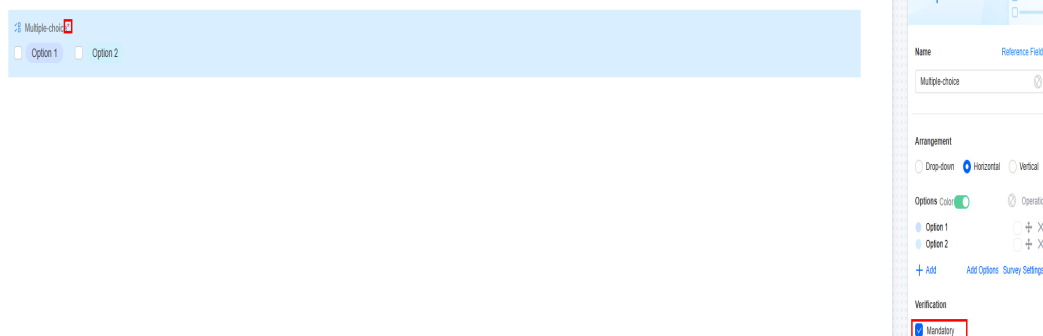 Multiple-choice*
Option 1 Option 2
Name Reference Field
Multiple-choice
Arrangement
Drop-down Horizontal Vertical
Options Color
Option 1
Option 2
+ Add Add Options Survey Settings
Verification
Mandatory